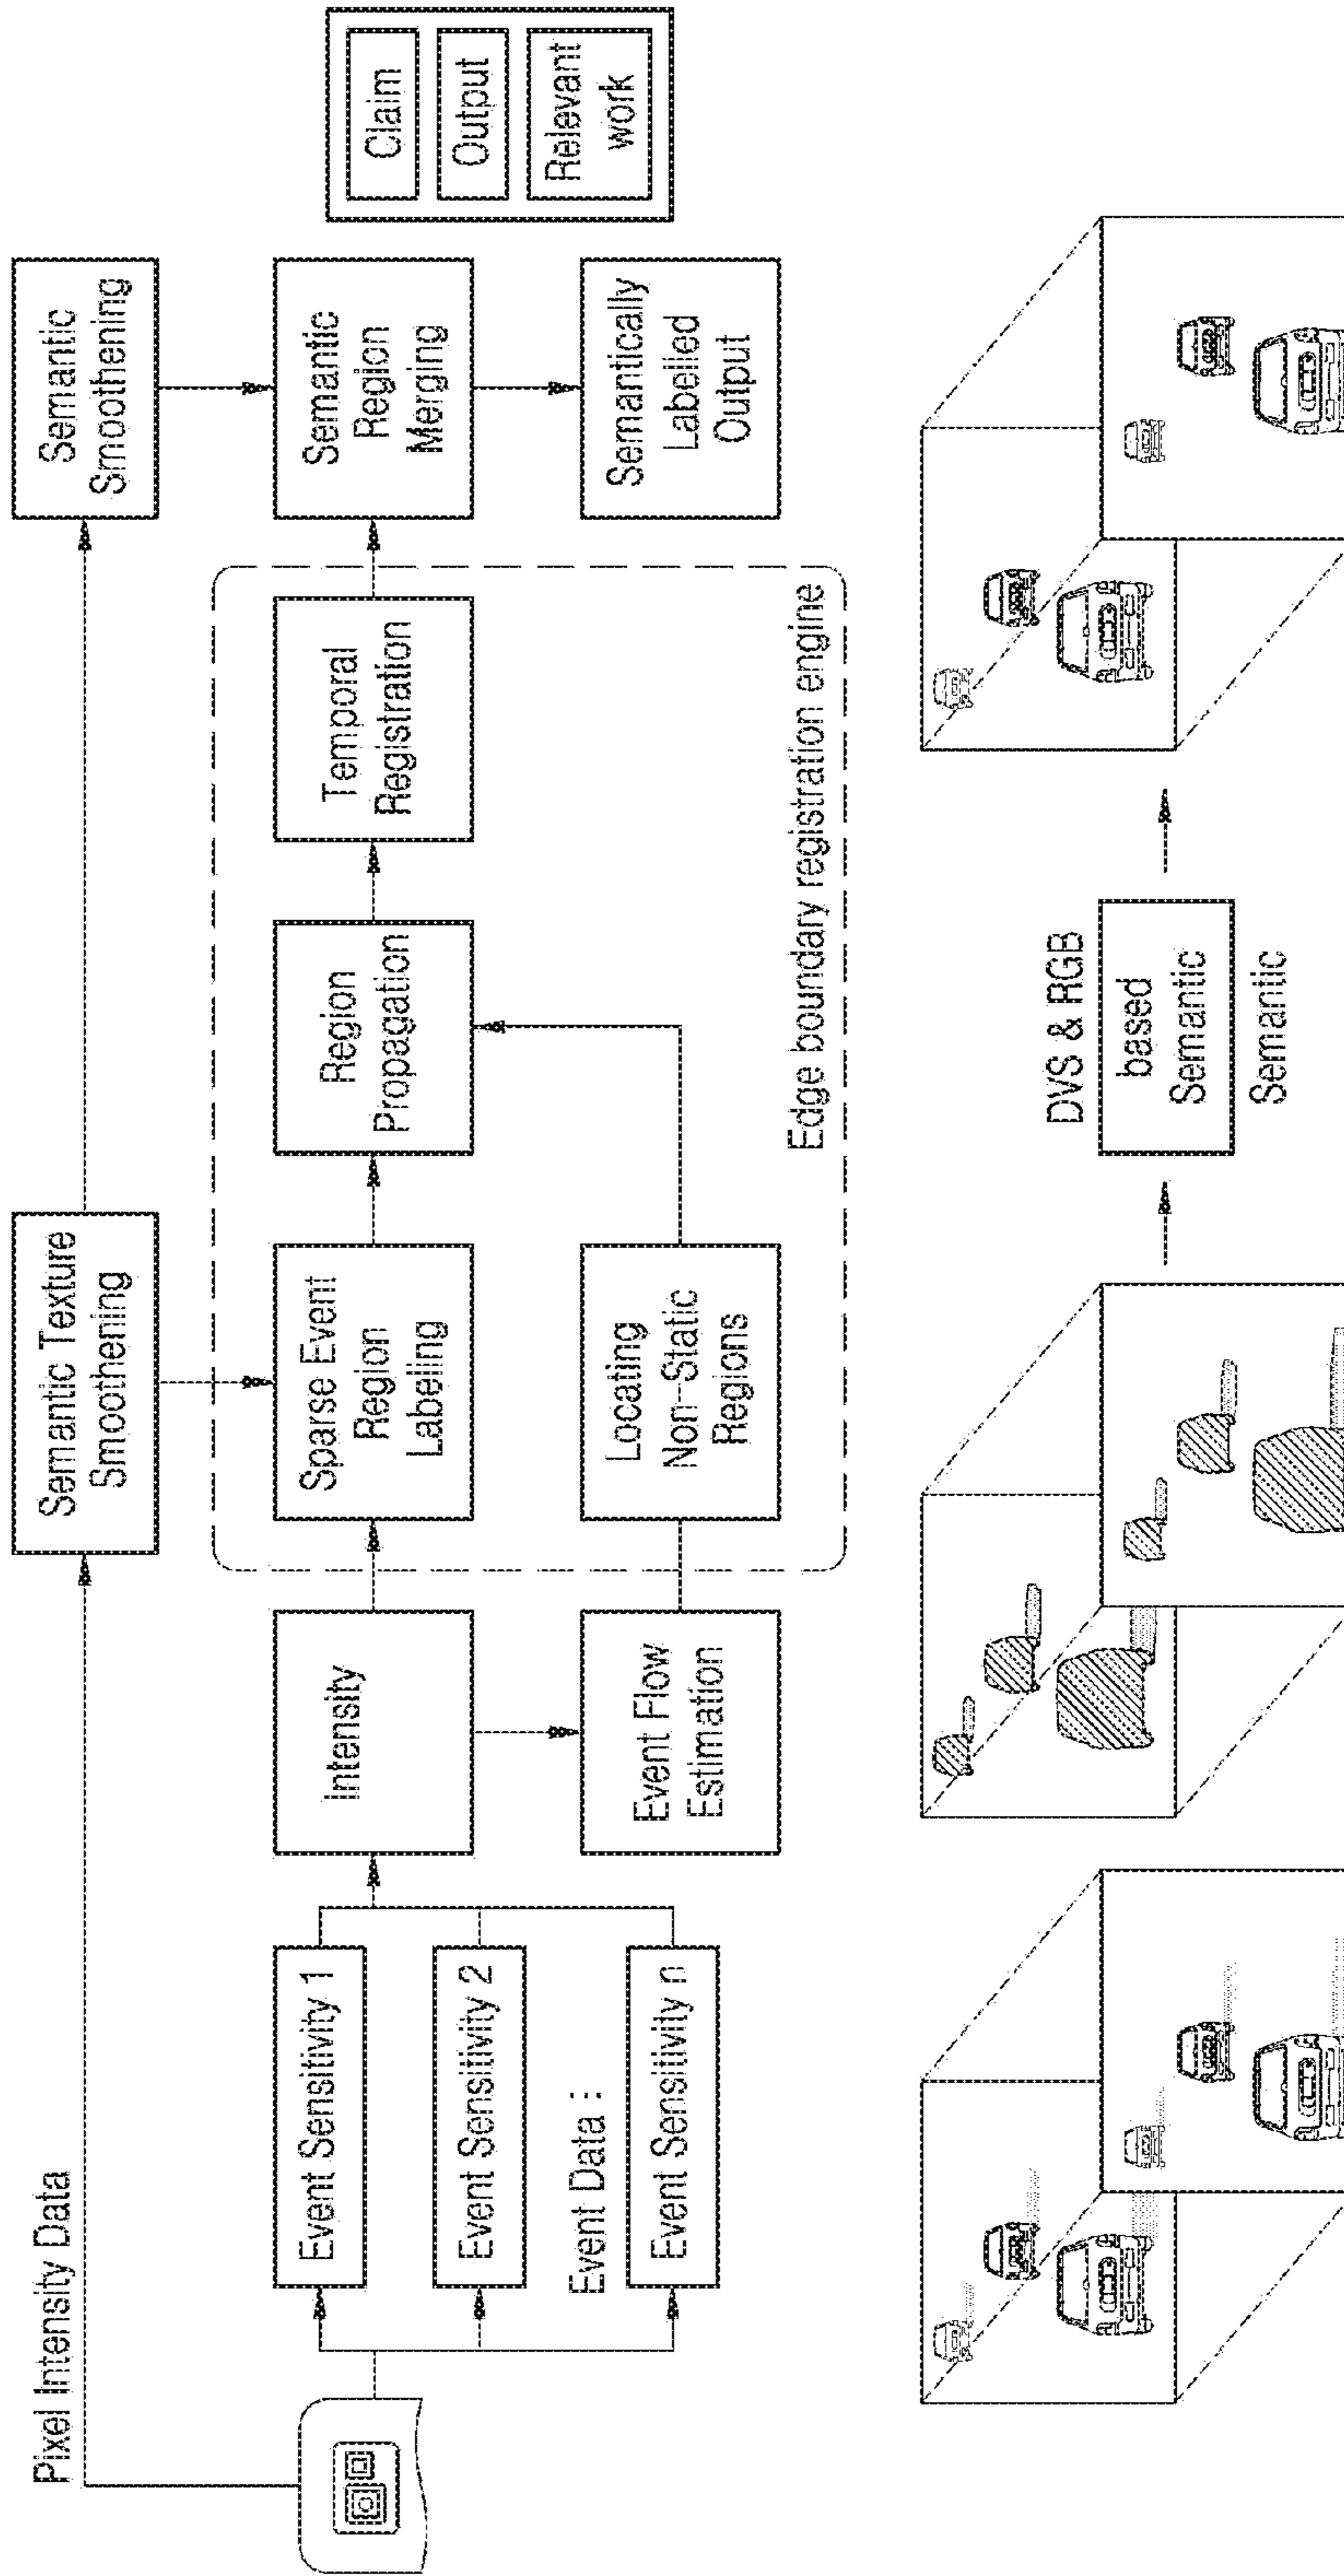 Pixel Intensity Data
Semantic Texture
Smoothening
Semantic
Smoothening
Event Sensitivity 1
Event Sensitivity 2
Event Data :
Event Sensitivity n
Intensity
Event Flow
Estimation
Sparse Event
Region
Labeling
Locating
Non-Static
Regions
Region
Propagation
Temporal
Registration
Edge boundary registration engine
Semantic
Region
Merging
Semantically
Labelled
Output
Claim
Output
Relevant
work
DVS & RGB
based
Semantic
Semantic